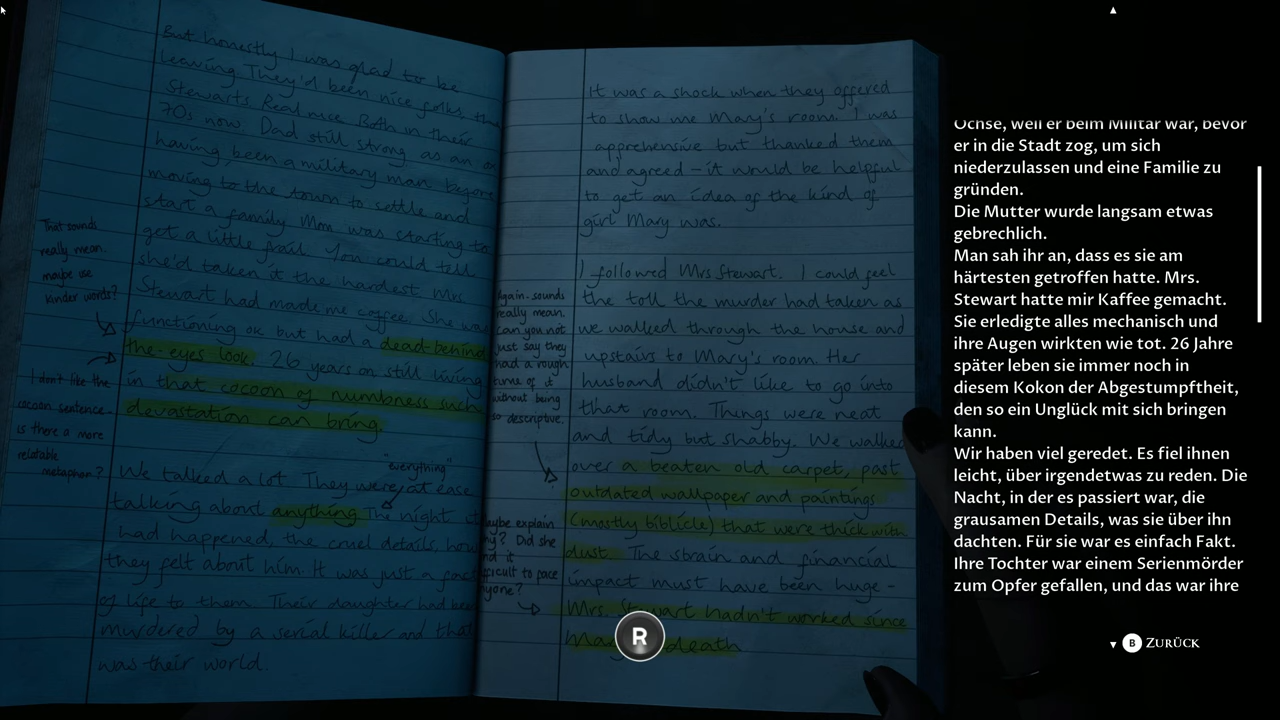 But honestly I was glad to be
leaving They'd been nice folks, the
Stewarts Real nice Both in their
70s now. Dad still strong as an ox
having been a military man before
moving to the town to settle and
start a family Mom was starting to
get a little frail You could tell
she'd taken it the hardest Mrs.
Stewart had made me coffee. She was
functioning ok but had a dead-behind
the-eyes look. 26 years on still living
in that cocoon of numbness such
devastation can bring.
That sounds
really mean.
maybe use
kinder words?
I don't like the
cocoon sentence-
is there a more
relatable
metaphor?
"everything"
We talked a lot. They were at ease
talking about anything. The night it
had happened, the cruel details, how
they felt about him. It was just a fact
of life to them Their daughter had been
murdered by a serial killer and that
was their world.
It was a shock when they offered
to show me Mary's room. I was
apprehensive but thanked them
and agreed – it would be helpful
to get an idea of the kind of
girl Mary was.
I followed Mrs Stewart. I could feel
the toll the murder had taken as
we walked through the house and
upstairs to Mary's room. Her
husband didn't like to go into
that room. Things were neat
and tidy but shabby. We walked
over a beaten old carpet, past
outdated wallpaper and paintings
(mostly biblicle) that were thick with
dust. The strain and financial
impact must have been huge -
Mrs. Stewart hadn't worked since
death
Again-sounds
really mean.
can you not
just say they
had a rough
time of it
without being
so descriptive.
maybe explain
? Did she
it
to face
anyone?
R
Ochse, weil er beim Militär war, bevor
er in die Stadt zog, um sich
niederzulassen und eine Familie zu
gründen.
Die Mutter wurde langsam etwas
gebrechlich.
Man sah ihr an, dass es sie am
härtesten getroffen hatte. Mrs.
Stewart hatte mir Kaffee gemacht.
Sie erledigte alles mechanisch und
ihre Augen wirkten wie tot. 26 Jahre
später leben sie immer noch in
diesem Kokon der Abgestumpftheit,
den so ein Unglück mit sich bringen
kann.
Wir haben viel geredet. Es fiel ihnen
leicht, über irgendetwas zu reden. Die
Nacht, in der es passiert war, die
grausamen Details, was sie über ihn
dachten. Für sie war es einfach Fakt.
Ihre Tochter war einem Serienmörder
zum Opfer gefallen, und das war ihre
B ZURÜCK